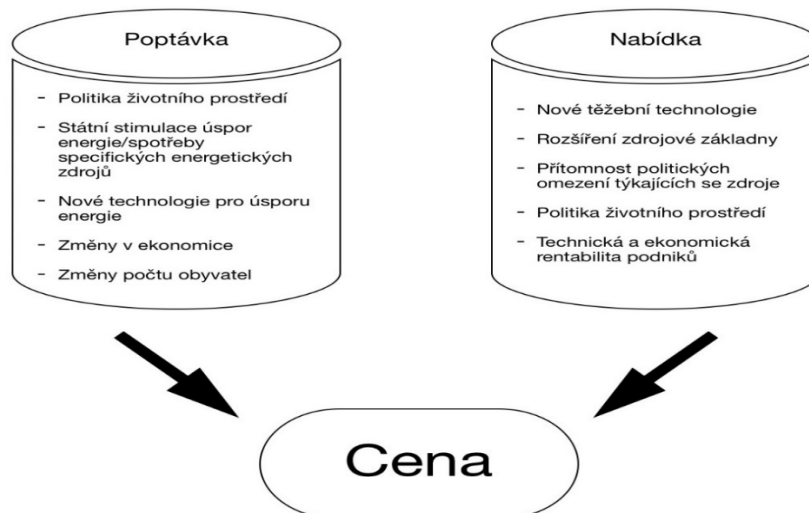 Poptávka
- Politika životního prostředí
- Státní stimulace úspor
energie/spotřeby
specifických energetických
zdrojů
- Nové technologie pro úsporu
energie
- Změny v ekonomice
- Změny počtu obyvatel
Nabídka
- Nové těžební technologie
- Rozšíření zdrojové základny
- Přítomnost politických
omezení týkajících se zdroje
- Politika životního prostředí
- Technická a ekonomická
rentabilita podniků
Cena